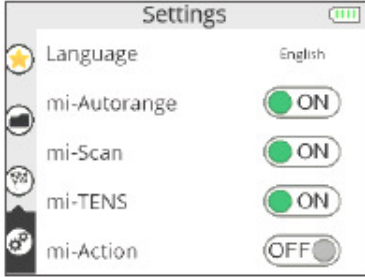 Settings
Language English
mi-Autorange ON
mi-Scan ON
mi-TENS ON
mi-Action OFF